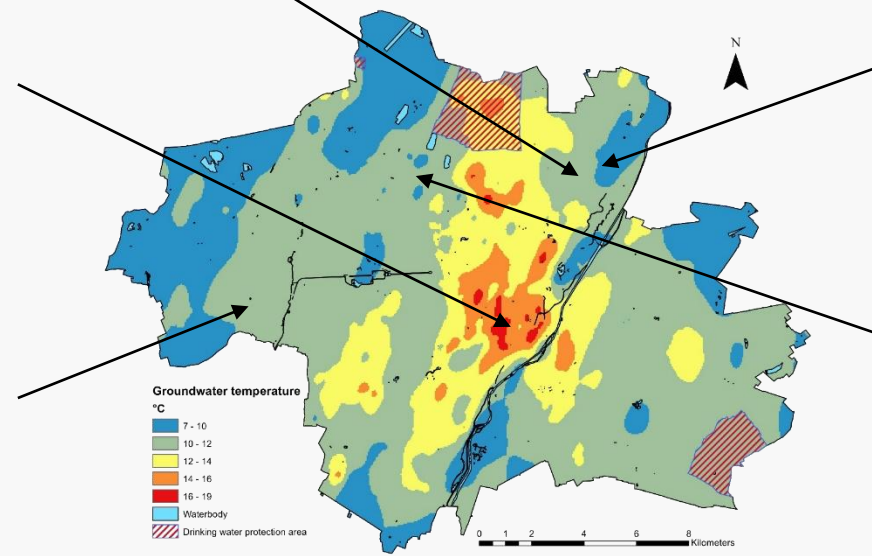 N
Groundwater temperature
°C
7 - 10
10 - 12
12 - 14
14 - 16
16 - 19
Waterbody
Drinking water protection area
0 1 2 4 6 8
Kilometers